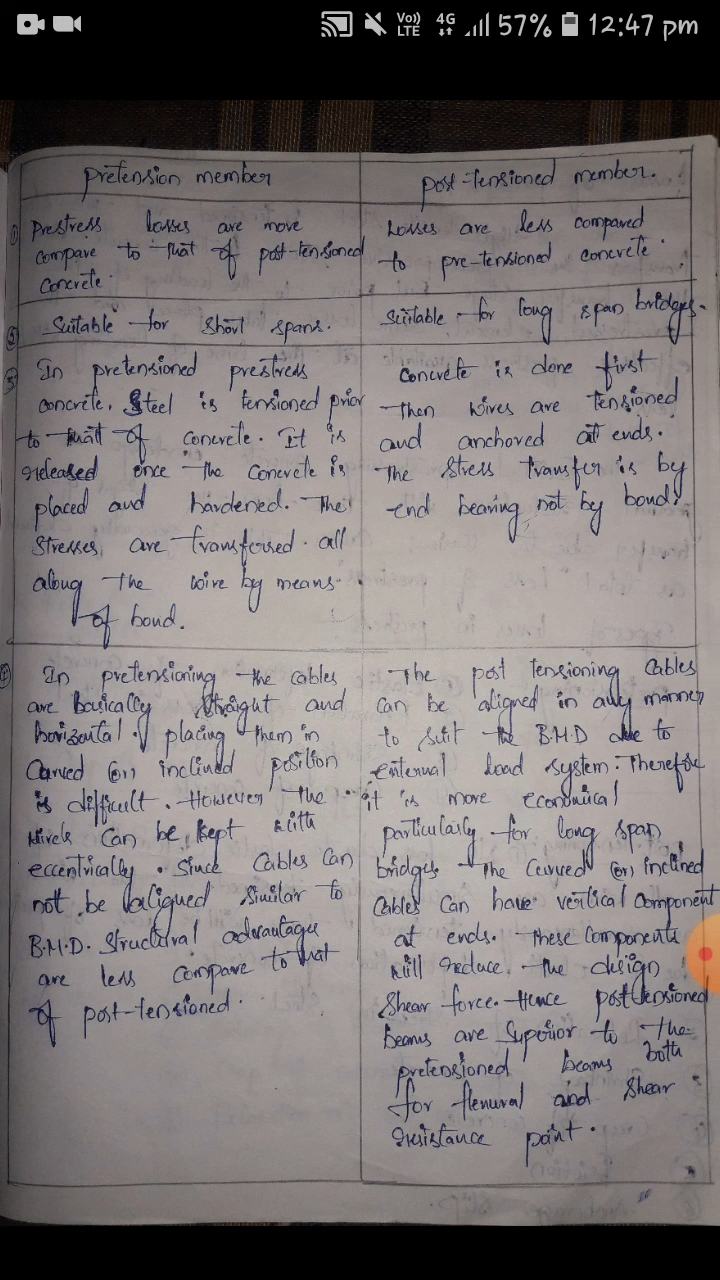 Vo)) LTE 4G 57% 12:47 pm
pretension member
post-tensioned member.
1
prestress losses are more
compare to that of post-tensioned
concrete.
Losses are less compared
to pre-tensioned concrete.
2
Suitable for short spans.
Suitable for long span bridges.
3
In pretensioned prestress
concrete, steel is tensioned prior
to that of concrete. It is
released once the concrete is
placed and hardened. The
stresses are transfered all
along the wire by means
of bond.
concrete is done first
then wires are tensioned
and anchored at ends.
The stress transfer is by
end bearing not by bond.
In pretensioning the cables
are basically straight and
horizontal. placing them in
Curved (or) inclined position
is difficult. However the
can be kept with
eccentrically. Since cables can
not be aligned similar to
B.M.D. structural advantages
are less compare to that
of post-tensioned.
The post tensioning cables
can be aligned in any manner
to suit the B.M.D due to
external load system. Therefore
it is more economical
particularly for long span
bridges. The curved (or) inclined
cables can have vertical component
at ends. These components
will reduce the design
shear force. Hence post tensioned
beams are superior to the
pretensioned beams both
for flexural and shear
resistance point.